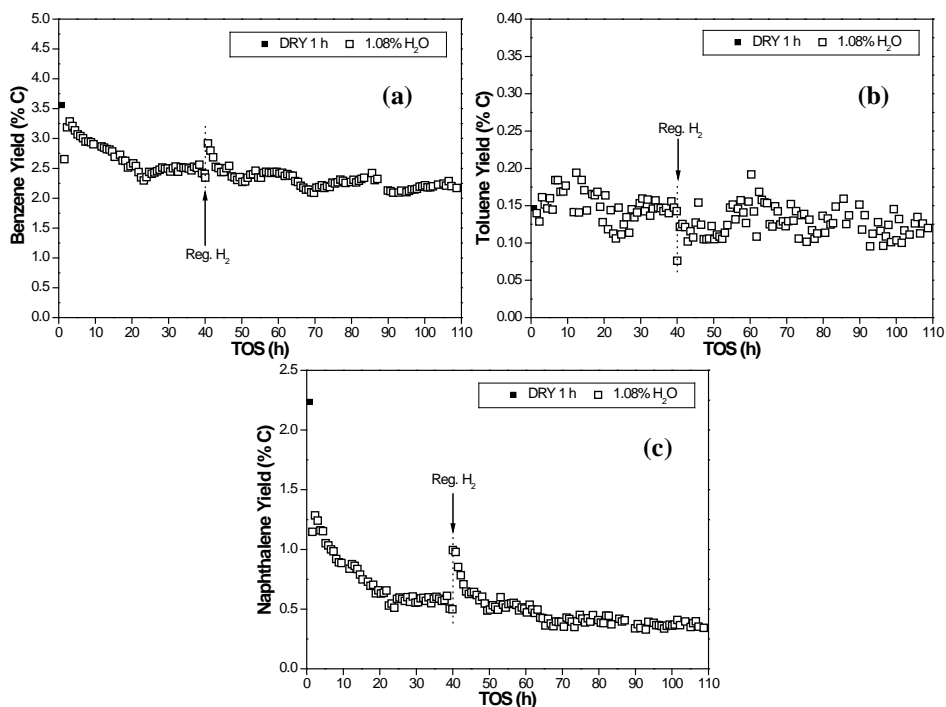 DRY 1 h 1.08% H₂O
(a)
Benzene Yield (% C)
5.0
4.5
4.0
3.5
3.0
2.5
2.0
1.5
1.0
0.5
0.0
Reg. H₂
0 10 20 30 40 50 60 70 80 90 100 110
TOS (h)
DRY 1 h 1.08% H₂O
(b)
Toluene Yield (% C)
0.40
0.35
0.30
0.25
0.20
0.15
0.10
0.05
0.00
Reg. H₂
0 10 20 30 40 50 60 70 80 90 100 110
TOS (h)
DRY 1 h 1.08% H₂O
(c)
Naphthalene Yield (% C)
2.5
2.0
1.5
1.0
0.5
0.0
Reg. H₂
0 10 20 30 40 50 60 70 80 90 100 110
TOS (h)